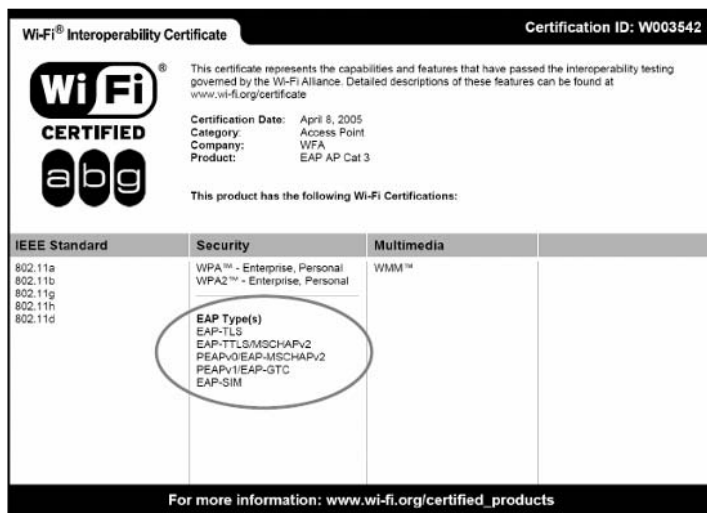 Wi-Fi® Interoperability Certificate
Certification ID: W003542
Wi Fi ®
CERTIFIED
a b g
This certificate represents the capabilities and features that have passed the interoperability testing
governed by the Wi-Fi Alliance. Detailed descriptions of these features can be found at
www.wi-fi.org/certificate
Certification Date: April 8, 2005
Category: Access Point
Company: WFA
Product: EAP AP Cat 3
This product has the following Wi-Fi Certifications:
IEEE Standard
802.11a
802.11b
802.11g
802.11h
802.11d
Security
WPA™ - Enterprise, Personal
WPA2™ - Enterprise, Personal
EAP Type(s)
EAP-TLS
EAP-TTLS/MSCHAPv2
PEAPv0/EAP-MSCHAPv2
PEAPv1/EAP-GTC
EAP-SIM
Multimedia
WMM™
For more information: www.wi-fi.org/certified_products